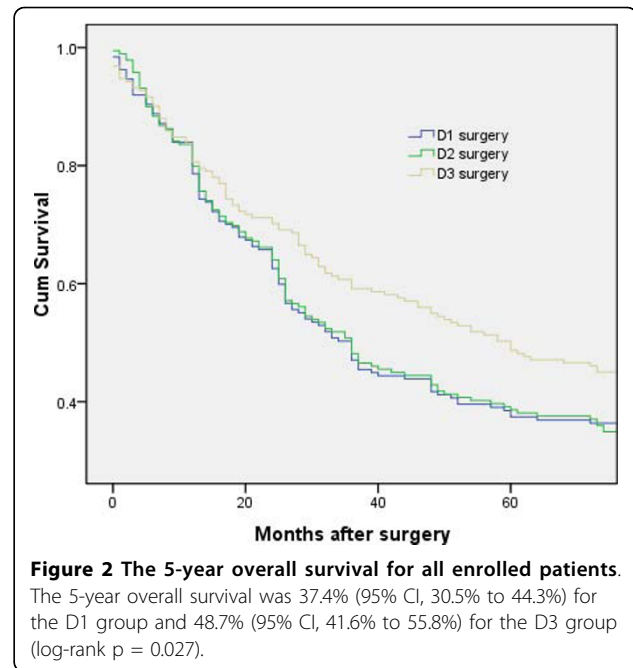 1.0
0.8
0.6
0.4
Cum Survival
D1 surgery
D2 surgery
D3 surgery
0 20 40 60
Months after surgery
Figure 2 The 5-year overall survival for all enrolled patients.
The 5-year overall survival was 37.4% (95% CI, 30.5% to 44.3%) for
the D1 group and 48.7% (95% CI, 41.6% to 55.8%) for the D3 group
(log-rank p = 0.027).